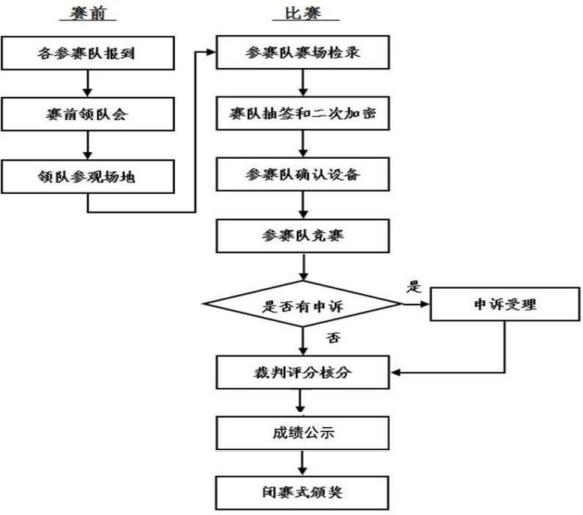 赛前
比赛
各参赛队报到
赛前领队会
领队参观场地
参赛队赛场检录
赛队抽签和二次加密
参赛队确认设备
参赛队竞赛
是否有申诉
是
申诉受理
否
裁判评分核分
成绩公示
闭赛式颁奖